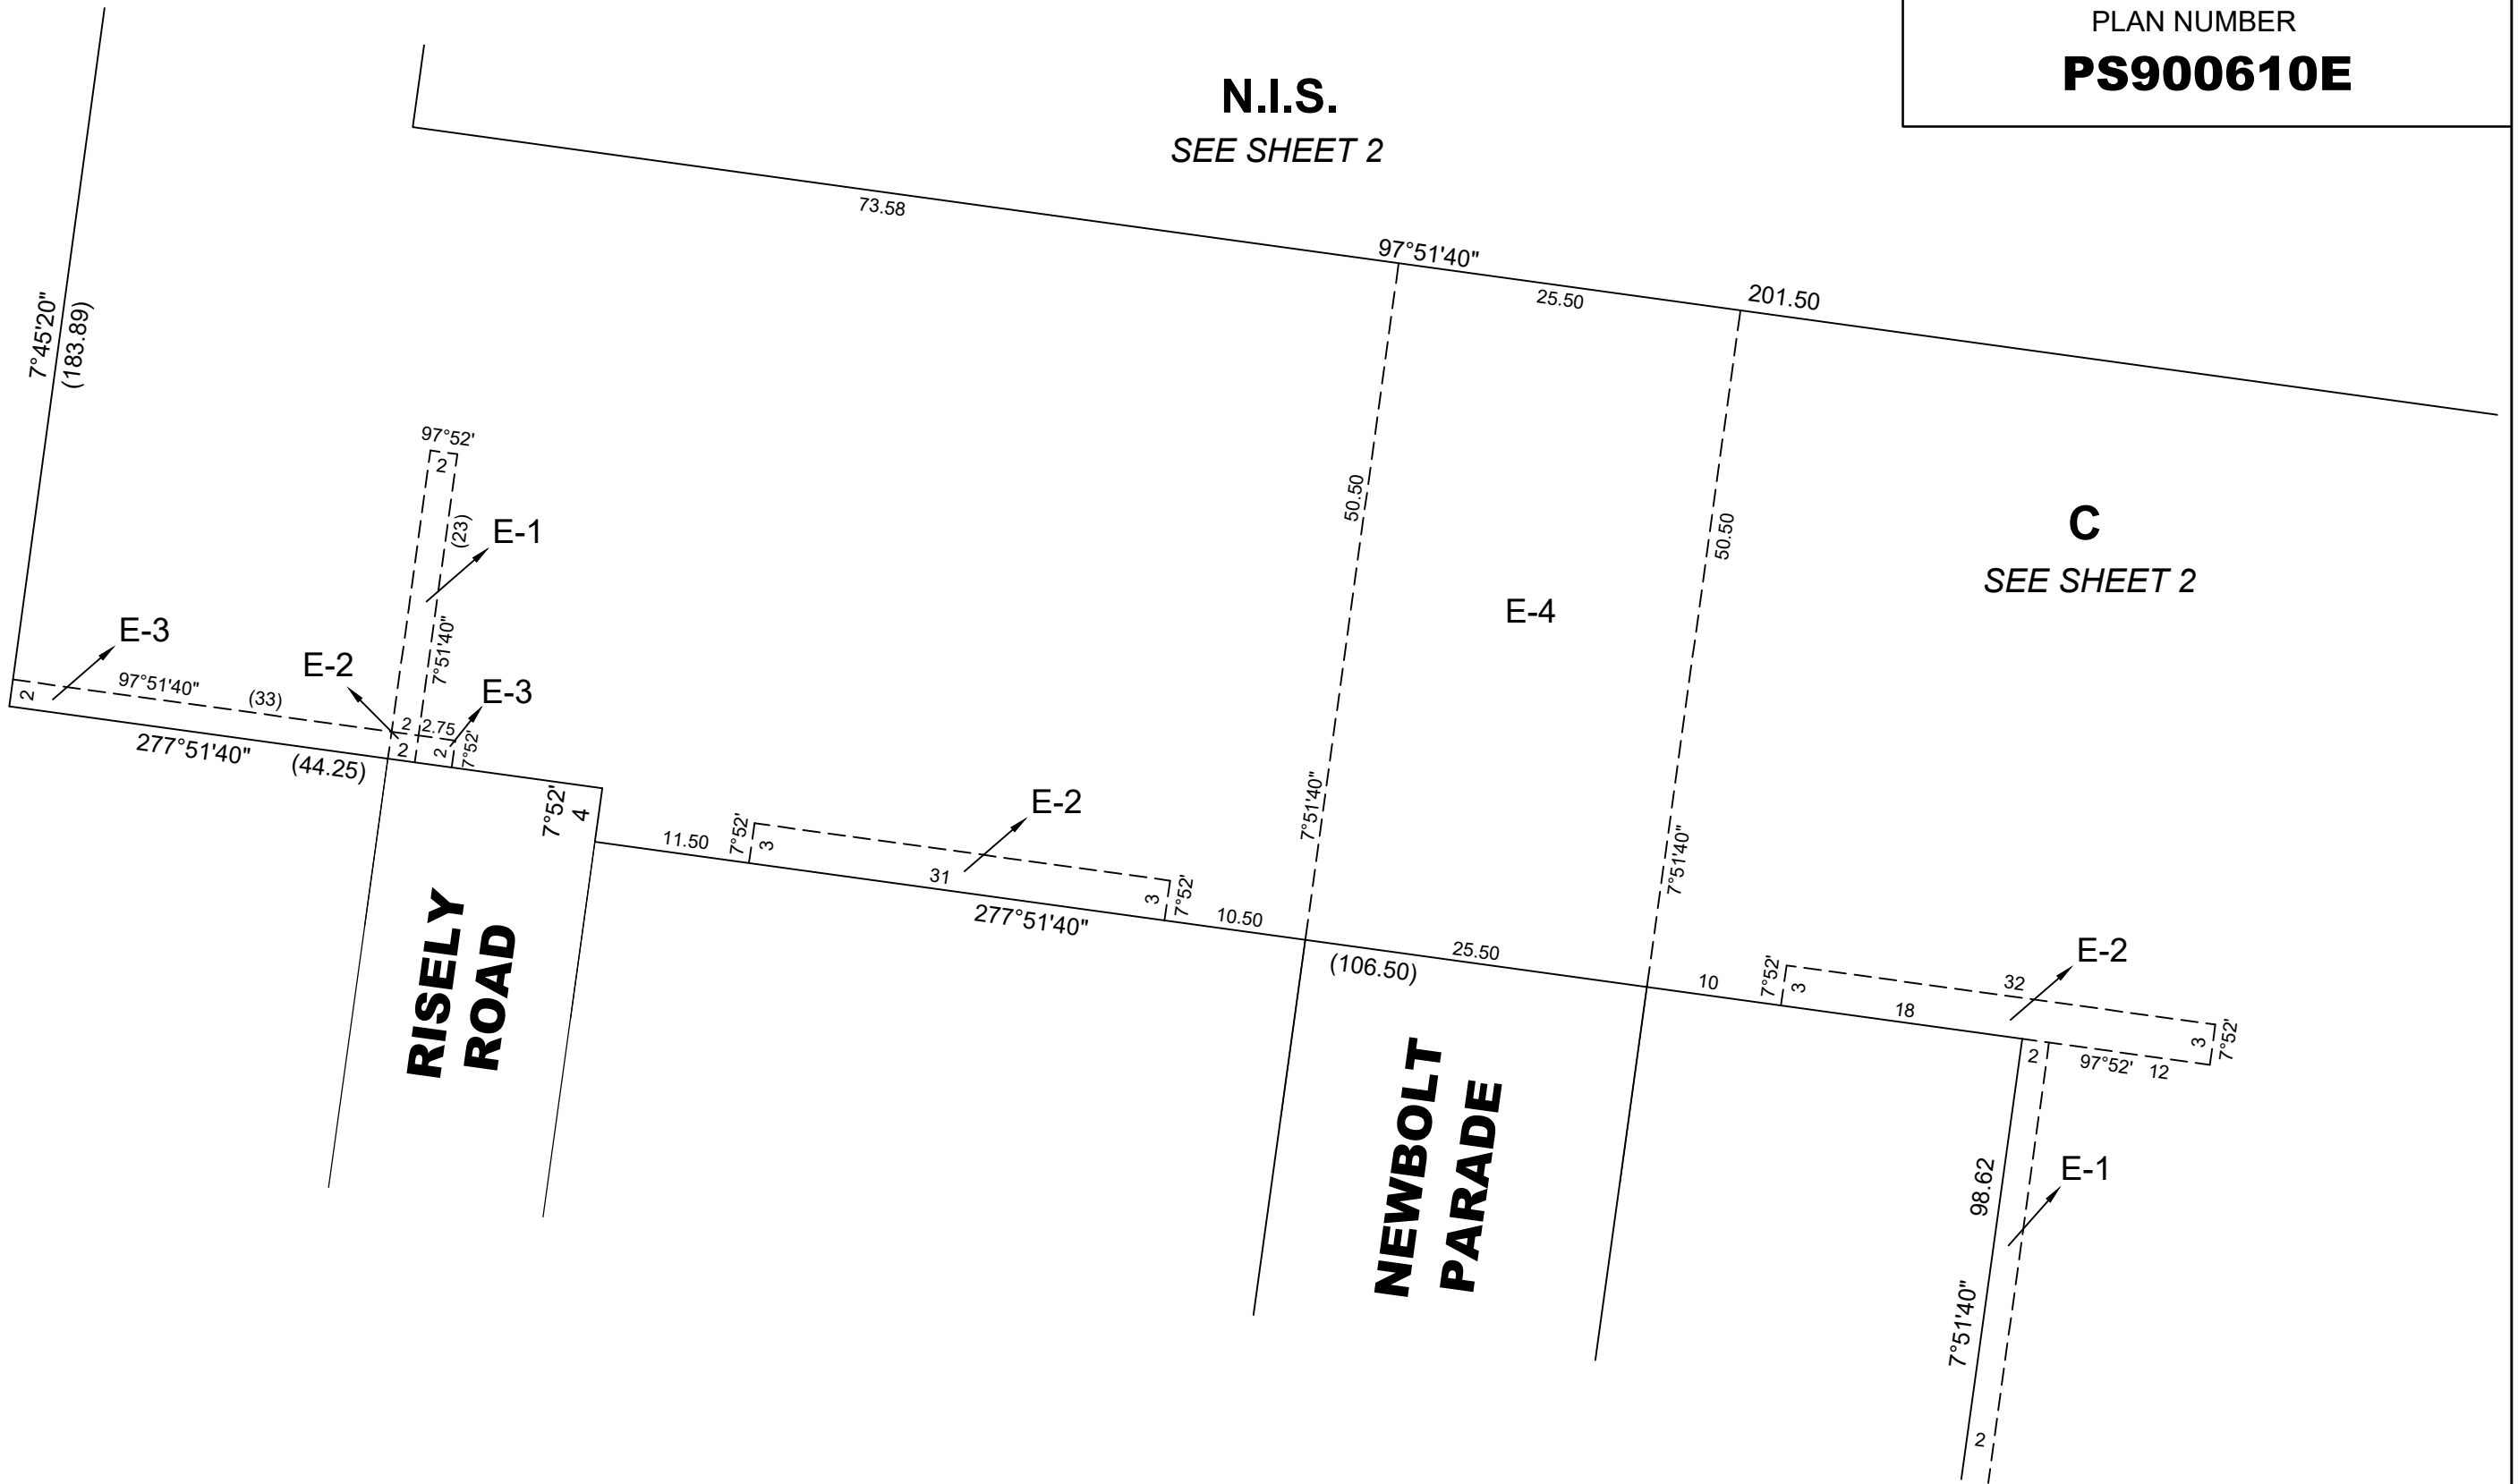 PLAN NUMBER
PS900610E
N.I.S.
SEE SHEET 2
73.58
97°51'40"
25.50
201.50
7°45'20"
(183.89)
97°52'
2
(23)
E-1
7°51'40"
50.50
50.50
C
SEE SHEET 2
E-4
E-3
97°51'40"
(33)
2
E-2
E-3
2
2.75
2
2
7°52'
277°51'40"
(44.25)
7°52'
4
11.50
7°52'
3
E-2
31
3
7°52'
277°51'40"
10.50
7°51'40"
7°51'40"
25.50
(106.50)
10
7°52'
3
32
E-2
18
3
7°52'
2
97°52'
12
RISELY
ROAD
NEWBOLT
PARADE
98.62
E-1
7°51'40"
2